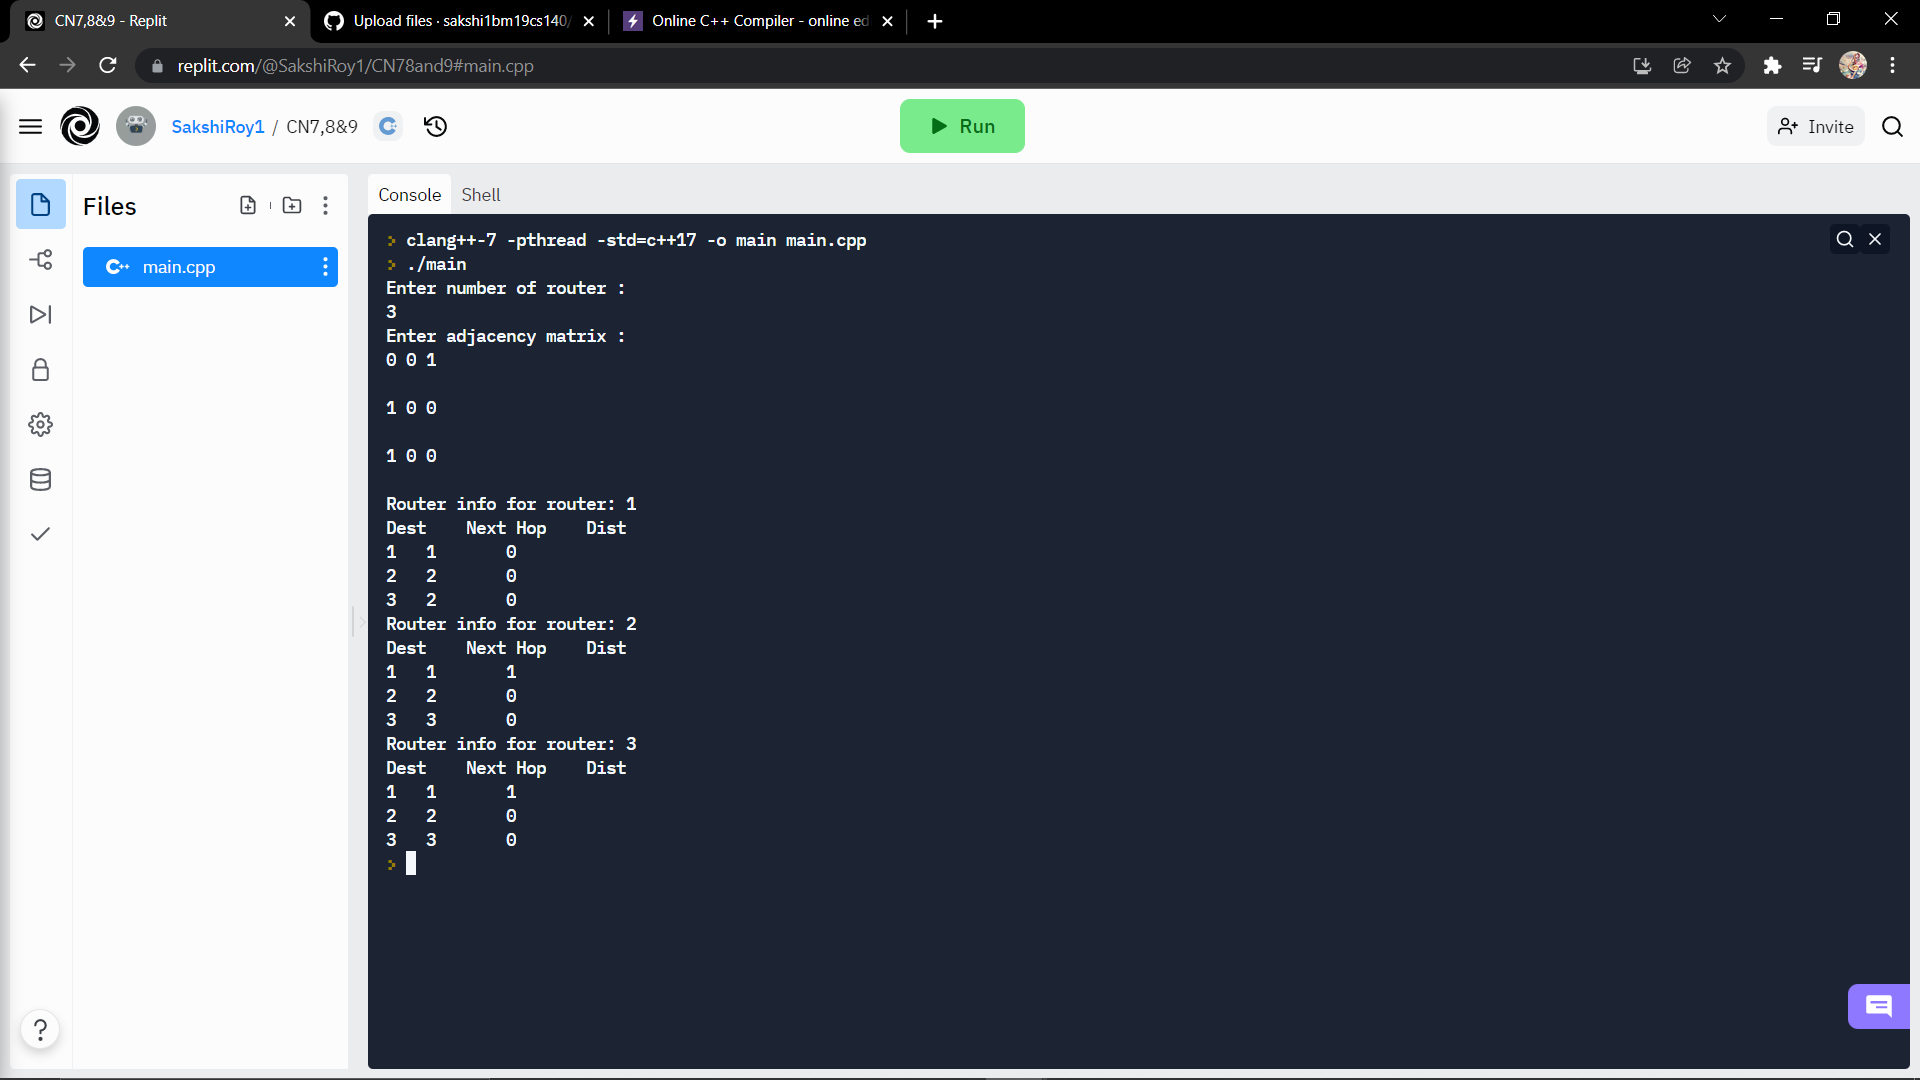 CN7,8&9 - Replit
Upload files · sakshi1bm19cs140/
Online C++ Compiler - online ed
replit.com/@SakshiRoy1/CN78and9#main.cpp
SakshiRoy1 / CN7,8&9
Run
Invite
Files
main.cpp
Console Shell
> clang++-7 -pthread -std=c++17 -o main main.cpp
> ./main
Enter number of router :
3
Enter adjacency matrix :
0 0 1
1 0 0
1 0 0
Router info for router: 1
Dest Next Hop Dist
1 1 0
2 2 0
3 2 0
Router info for router: 2
Dest Next Hop Dist
1 1 1
2 2 0
3 3 0
Router info for router: 3
Dest Next Hop Dist
1 1 1
2 2 0
3 3 0
>
?